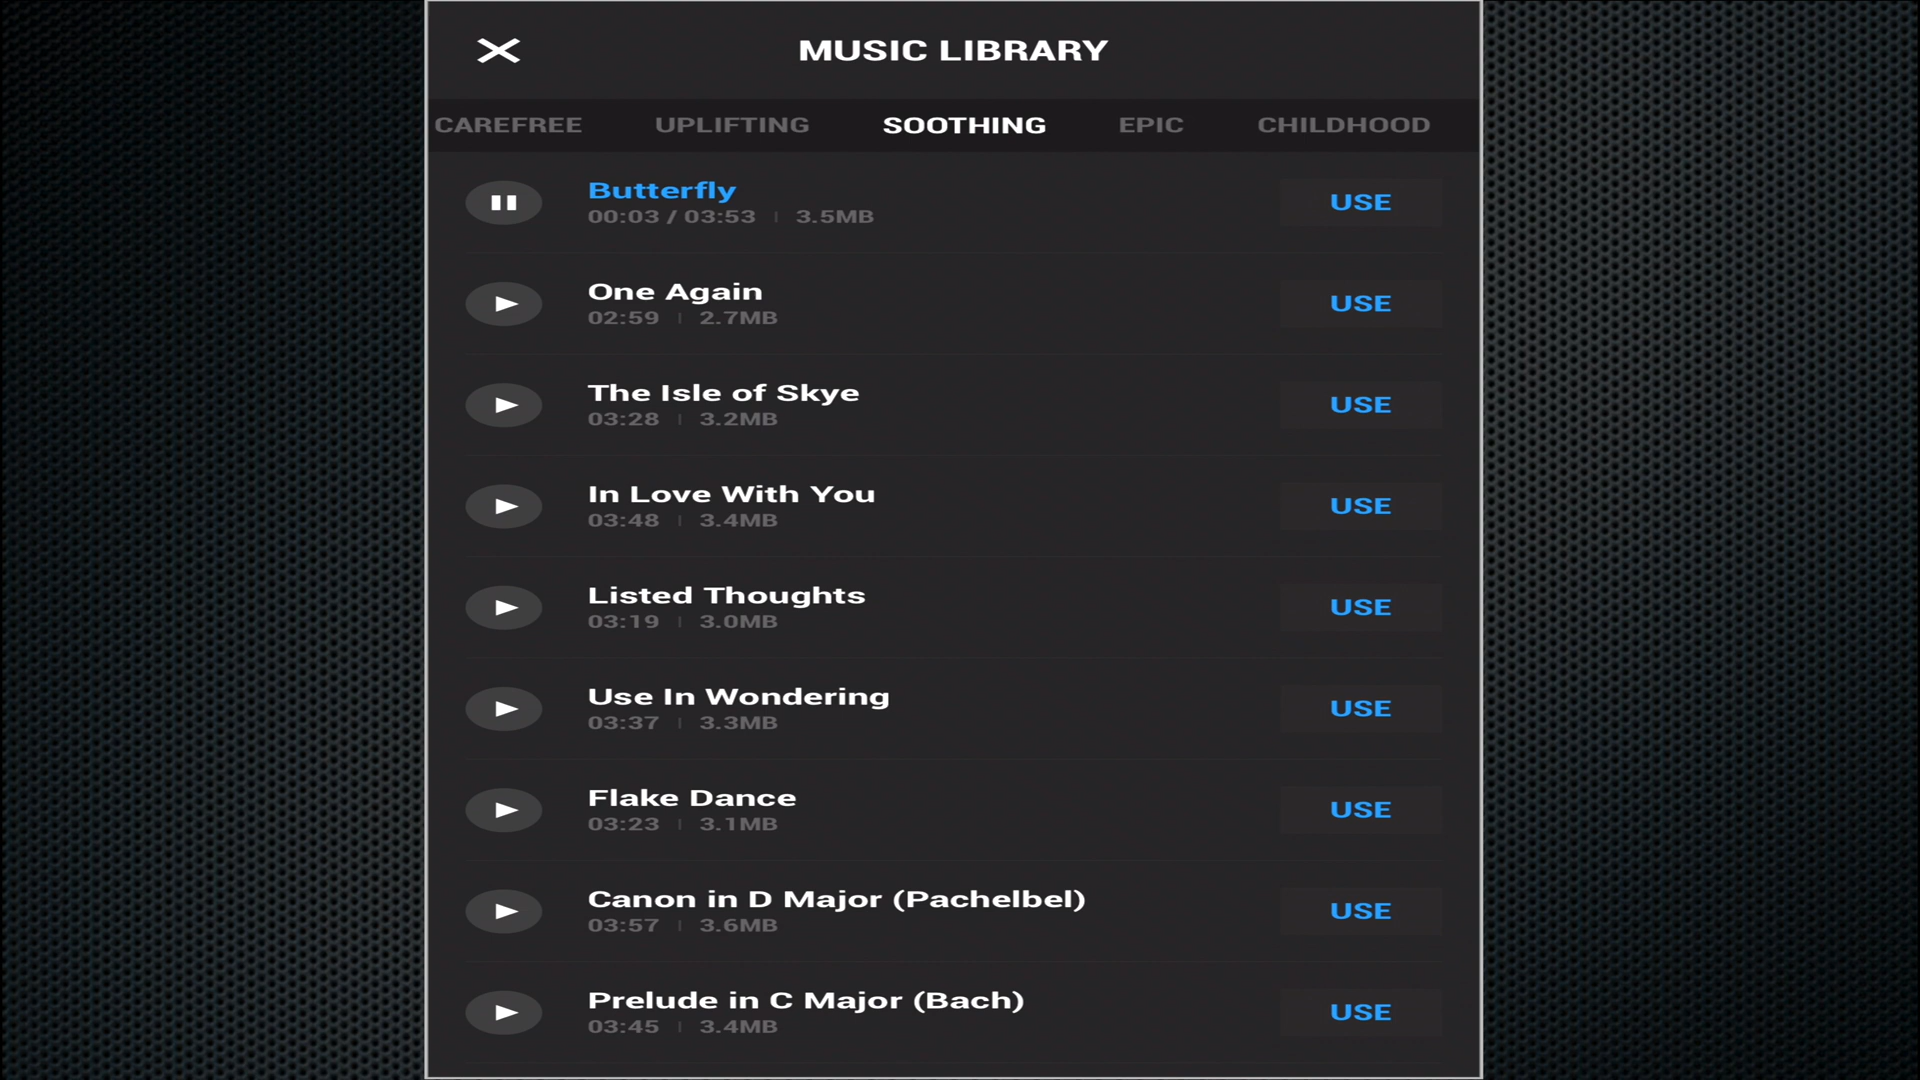 MUSIC LIBRARY
CAREFREE UPLIFTING SOOTHING EPIC CHILDHOOD
Butterfly
00:03 / 03:53 | 3.5MB
USE
One Again
02:59 | 2.7MB
USE
The Isle of Skye
03:28 | 3.2MB
USE
In Love With You
03:48 | 3.4MB
USE
Listed Thoughts
03:19 | 3.0MB
USE
Use In Wondering
03:37 | 3.3MB
USE
Flake Dance
03:23 | 3.1MB
USE
Canon in D Major (Pachelbel)
03:57 | 3.6MB
USE
Prelude in C Major (Bach)
03:45 | 3.4MB
USE